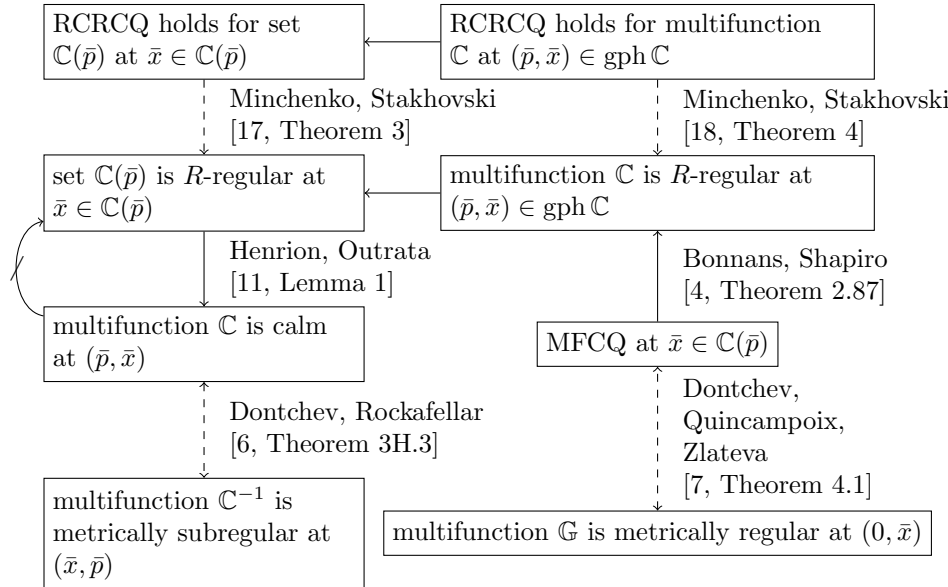 RCRCQ holds for set
ℂ(p̄) at x̄ ∈ ℂ(p̄)
RCRCQ holds for multifunction
ℂ at (p̄, x̄) ∈ gph ℂ
Minchenko, Stakhovski
[17, Theorem 3]
Minchenko, Stakhovski
[18, Theorem 4]
set ℂ(p̄) is R-regular at
x̄ ∈ ℂ(p̄)
multifunction ℂ is R-regular at
(p̄, x̄) ∈ gph ℂ
Henrion, Outrata
[11, Lemma 1]
Bonnans, Shapiro
[4, Theorem 2.87]
multifunction ℂ is calm
at (p̄, x̄)
MFCQ at x̄ ∈ ℂ(p̄)
Dontchev, Rockafellar
[6, Theorem 3H.3]
Dontchev,
Quincampoix,
Zlateva
[7, Theorem 4.1]
multifunction ℂ⁻¹ is
metrically subregular at
(x̄, p̄)
multifunction 𝔾 is metrically regular at (0, x̄)